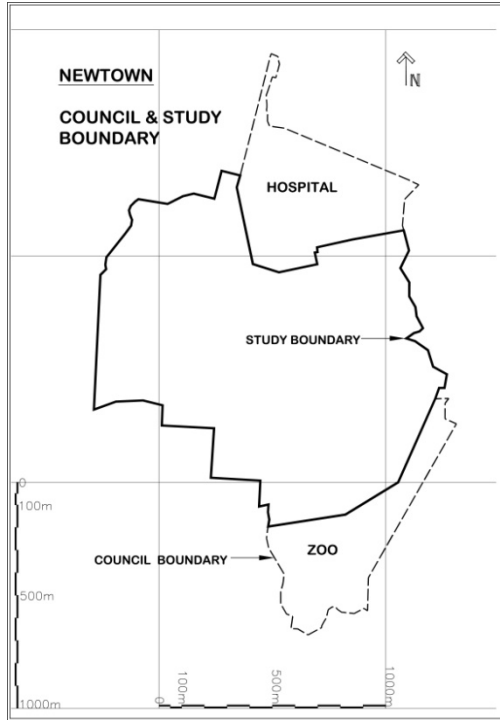 NEWTOWN
COUNCIL & STUDY
BOUNDARY
N
HOSPITAL
STUDY BOUNDARY
0
100m
ZOO
COUNCIL BOUNDARY
500m
0
100m
500m
1000m
1000m